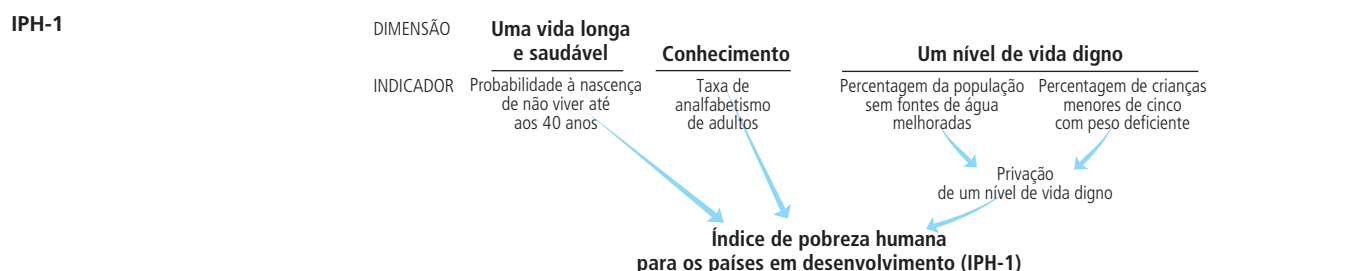 IPH-1
DIMENSÃO
Uma vida longa
e saudável
Conhecimento
Um nível de vida digno
INDICADOR
Probabilidade à nascença
de não viver até
aos 40 anos
Taxa de
analfabetismo
de adultos
Percentagem da população
sem fontes de água
melhoradas
Percentagem de crianças
menores de cinco
com peso deficiente
Privação
de um nível de vida digno
Índice de pobreza humana
para os países em desenvolvimento (IPH-1)